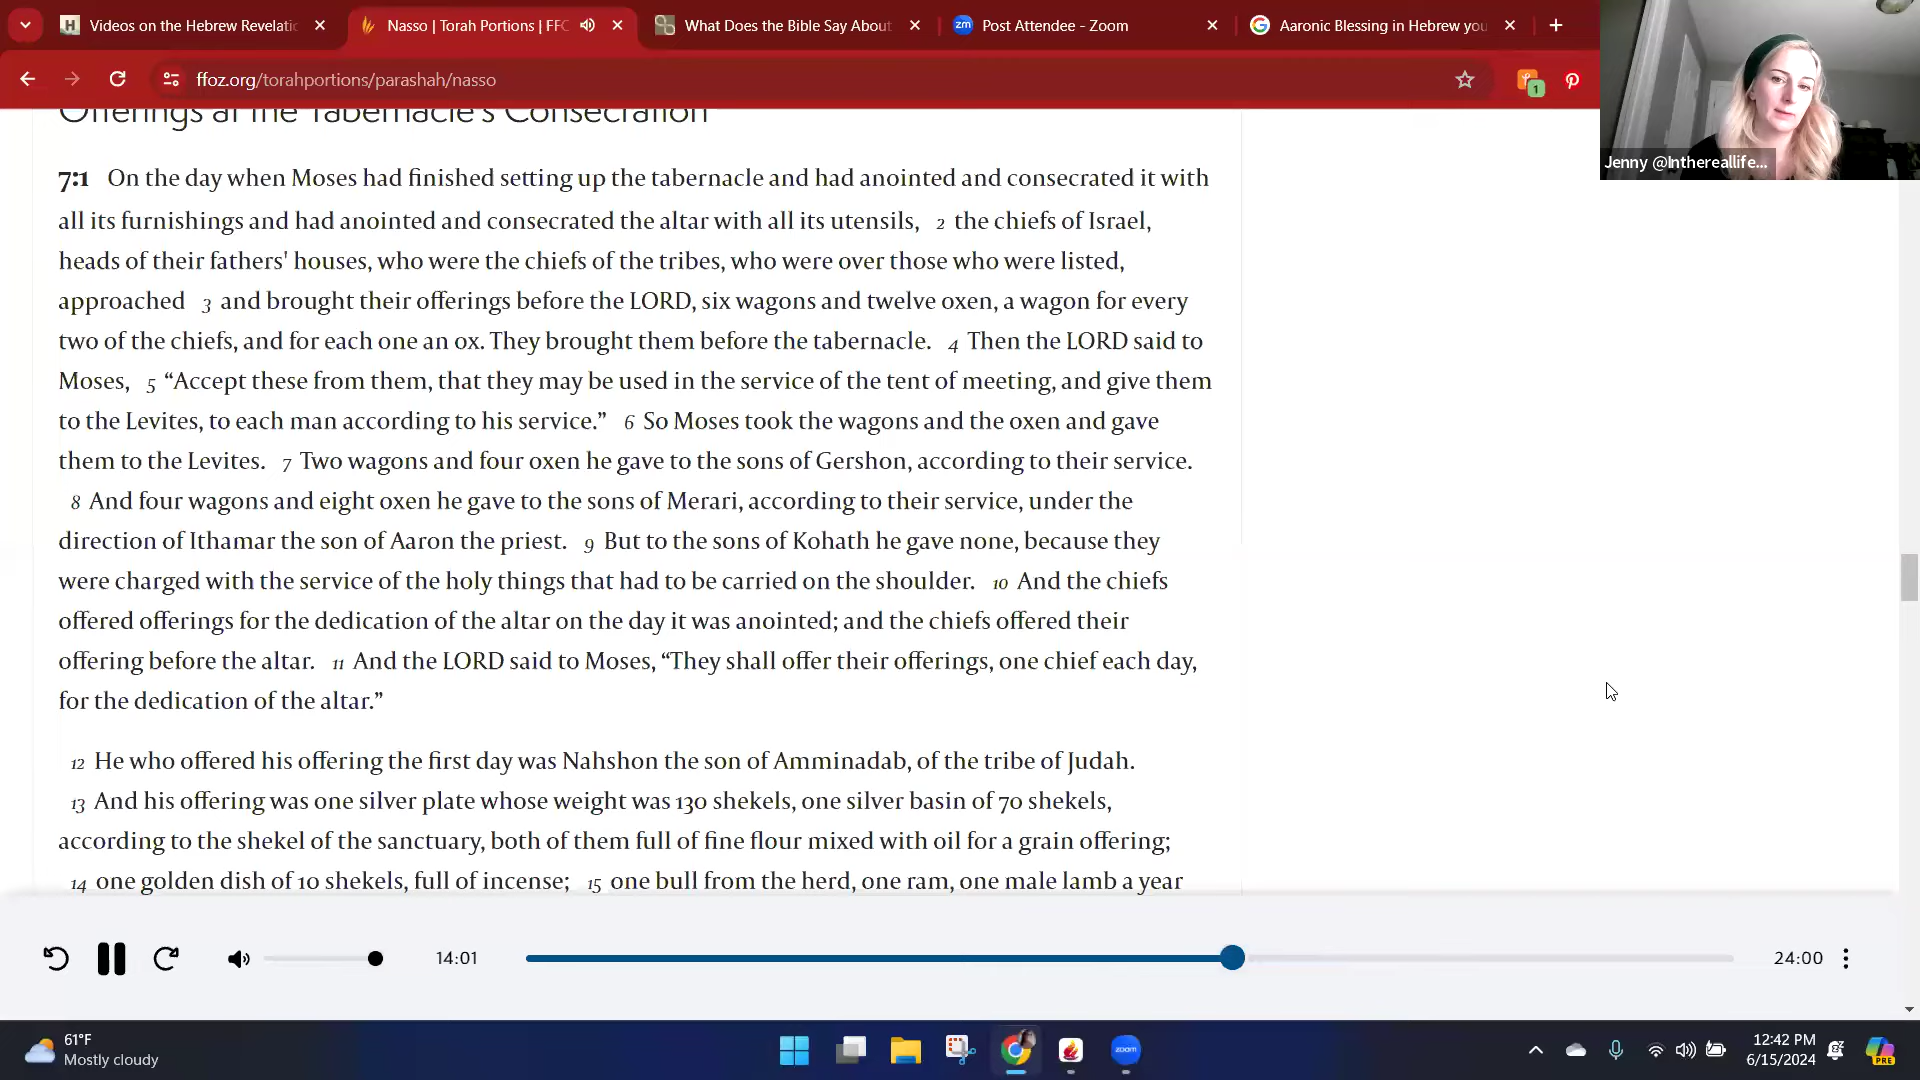 Videos on the Hebrew Revelatio
Nasso | Torah Portions | FFO
What Does the Bible Say About
zm Post Attendee - Zoom
Aaronic Blessing in Hebrew you
ffoz.org/torahportions/parashah/nasso
1
Jenny @Inthereallife...
Offerings at the Tabernacle's Consecration
7:1 On the day when Moses had finished setting up the tabernacle and had anointed and consecrated it with
all its furnishings and had anointed and consecrated the altar with all its utensils, 2 the chiefs of Israel,
heads of their fathers' houses, who were the chiefs of the tribes, who were over those who were listed,
approached 3 and brought their offerings before the LORD, six wagons and twelve oxen, a wagon for every
two of the chiefs, and for each one an ox. They brought them before the tabernacle. 4 Then the LORD said to
Moses, 5 “Accept these from them, that they may be used in the service of the tent of meeting, and give them
to the Levites, to each man according to his service.” 6 So Moses took the wagons and the oxen and gave
them to the Levites. 7 Two wagons and four oxen he gave to the sons of Gershon, according to their service.
8 And four wagons and eight oxen he gave to the sons of Merari, according to their service, under the
direction of Ithamar the son of Aaron the priest. 9 But to the sons of Kohath he gave none, because they
were charged with the service of the holy things that had to be carried on the shoulder. 10 And the chiefs
offered offerings for the dedication of the altar on the day it was anointed; and the chiefs offered their
offering before the altar. 11 And the LORD said to Moses, “They shall offer their offerings, one chief each day,
for the dedication of the altar.”
12 He who offered his offering the first day was Nahshon the son of Amminadab, of the tribe of Judah.
13 And his offering was one silver plate whose weight was 130 shekels, one silver basin of 70 shekels,
according to the shekel of the sanctuary, both of them full of fine flour mixed with oil for a grain offering;
14 one golden dish of 10 shekels, full of incense; 15 one bull from the herd, one ram, one male lamb a year
14:01
24:00
61°F
Mostly cloudy
zoom
12:42 PM
6/15/2024
PRE